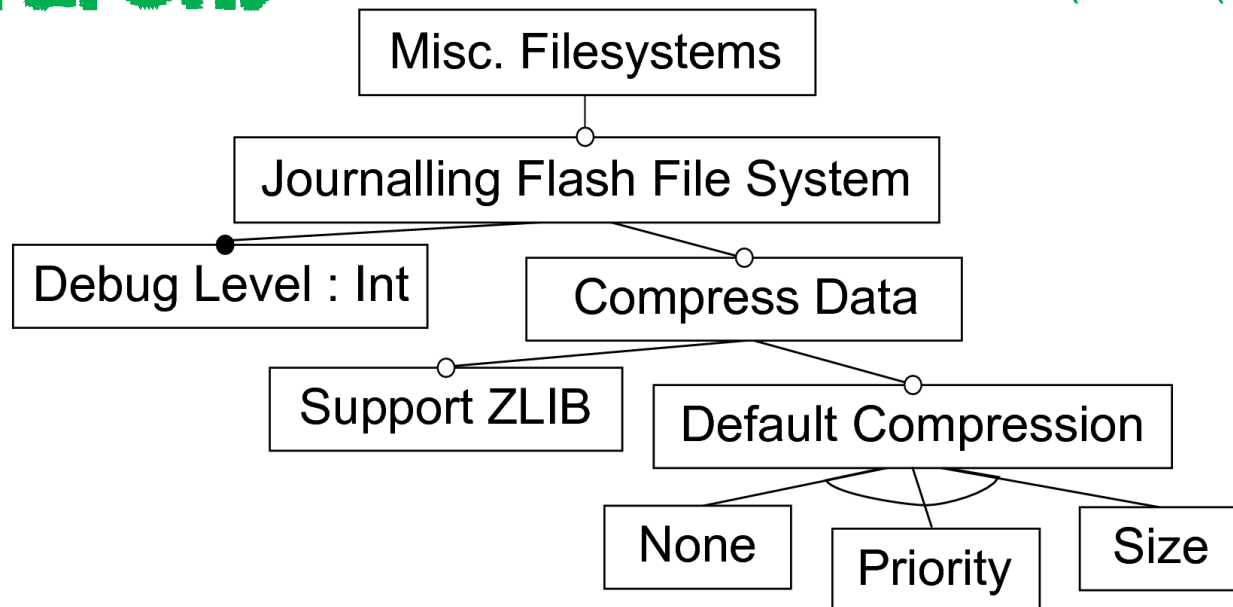 Misc. Filesystems
Journalling Flash File System
Debug Level : Int
Compress Data
Support ZLIB
Default Compression
None
Priority
Size